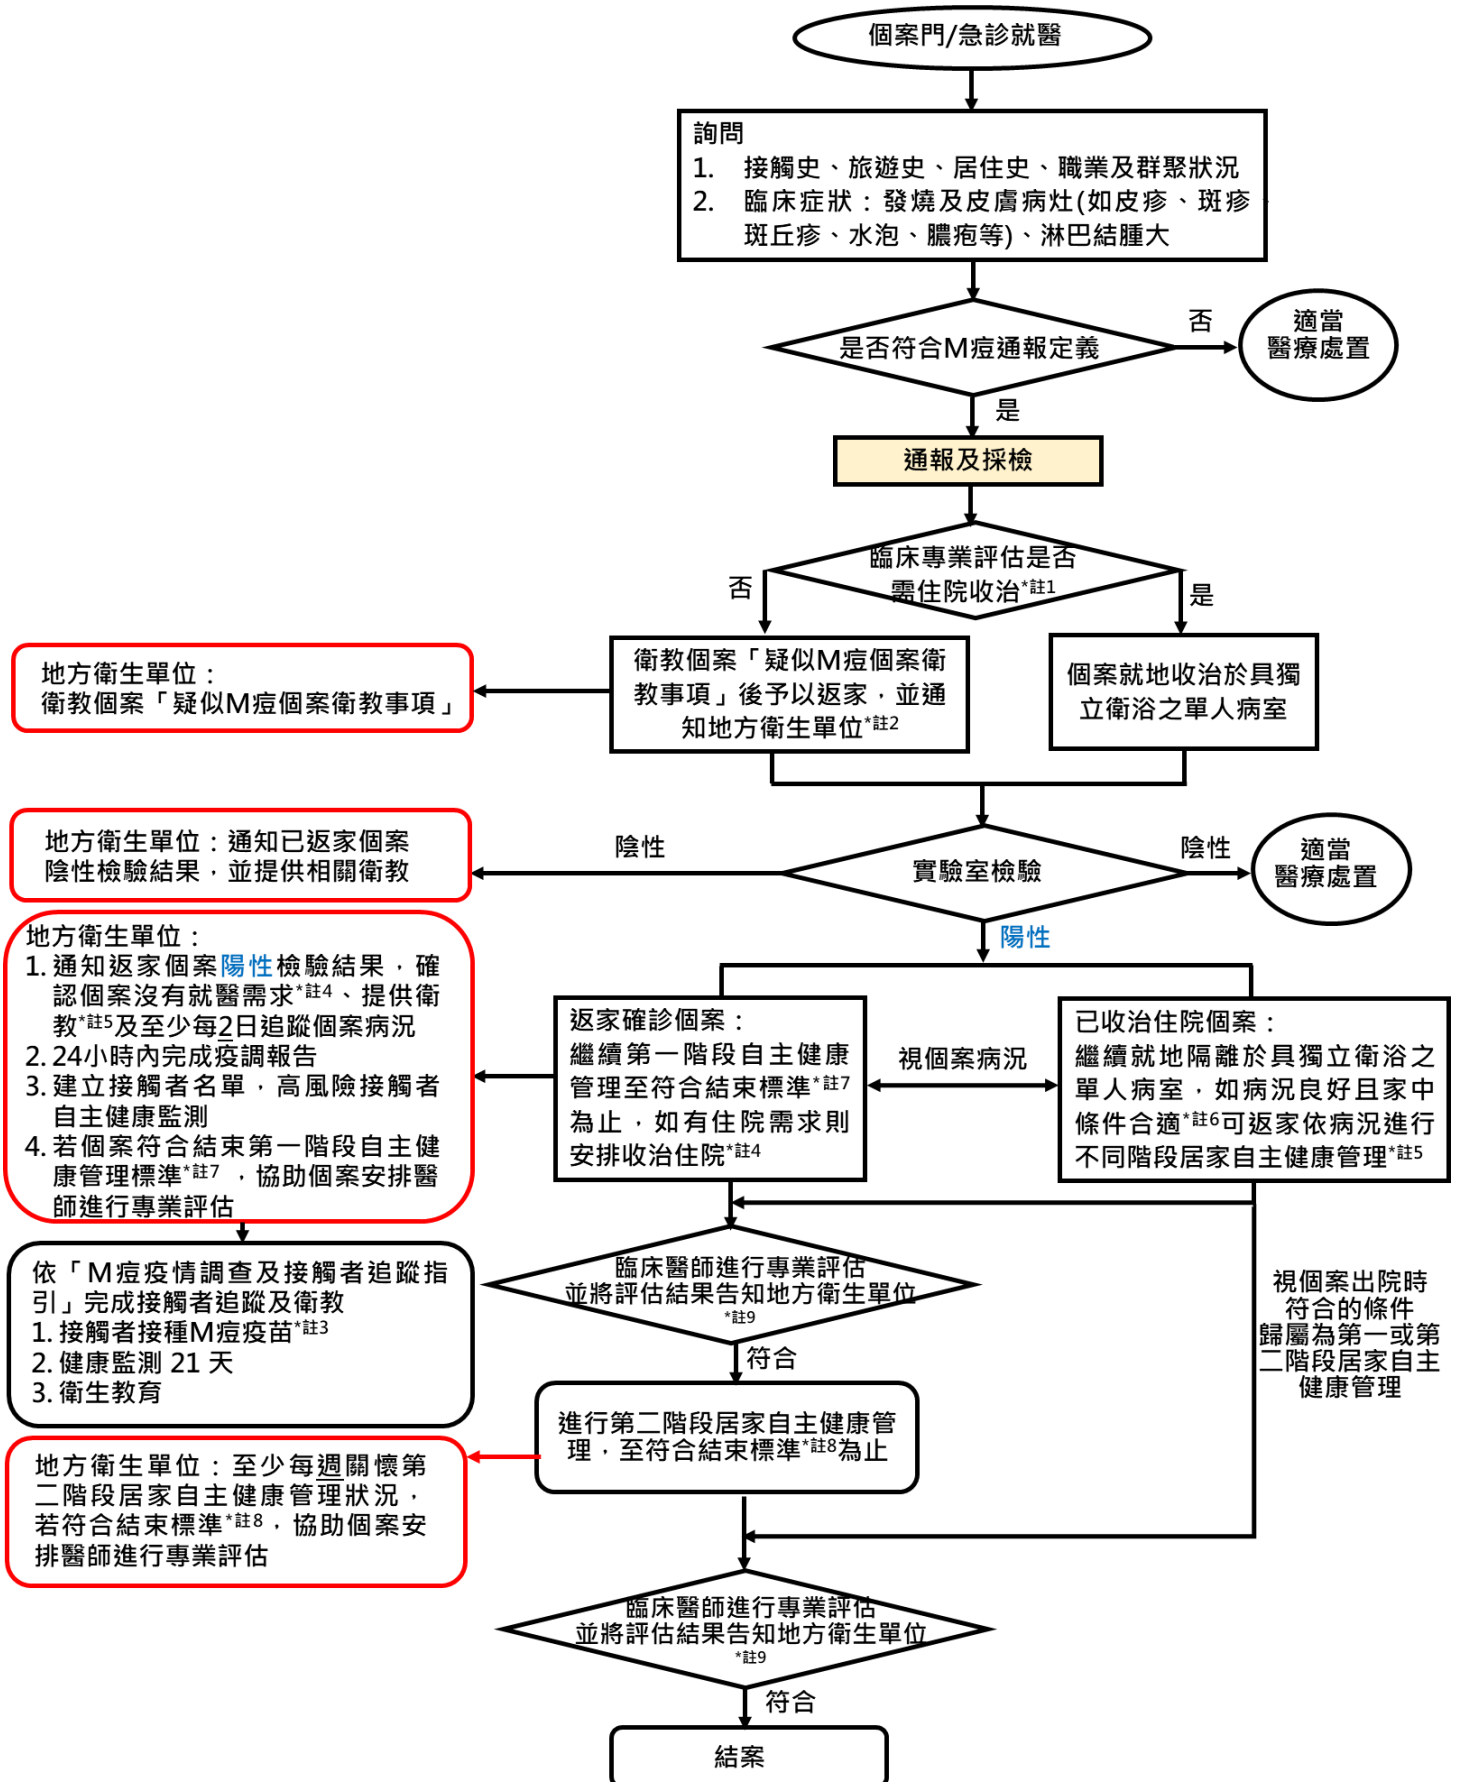 個案門/急診就醫
詢問
1. 接觸史、旅遊史、居住史、職業及群聚狀況
2. 臨床症狀：發燒及皮膚病灶(如皮疹、斑疹、
斑丘疹、水泡、膿疱等)、淋巴結腫大
是否符合M痘通報定義
否
適當
醫療處置
是
通報及採檢
臨床專業評估是否
需住院收治*註1
否
是
地方衛生單位：
衛教個案「疑似M痘個案衛教事項」
衛教個案「疑似M痘個案衛
教事項」後予以返家，並通
知地方衛生單位*註2
個案就地收治於具獨
立衛浴之單人病室
地方衛生單位：通知已返家個案
陰性檢驗結果，並提供相關衛教
陰性
實驗室檢驗
陰性
適當
醫療處置
陽性
地方衛生單位：
1. 通知返家個案陽性檢驗結果，確
認個案沒有就醫需求*註4、提供衛
教*註5及至少每2日追蹤個案病況
2. 24小時內完成疫調報告
3. 建立接觸者名單，高風險接觸者
自主健康監測
4. 若個案符合結束第一階段自主健
康管理標準*註7，協助個案安排醫
師進行專業評估
返家確診個案：
繼續第一階段自主健康
管理至符合結束標準*註7
為止，如有住院需求則
安排收治住院*註4
視個案病況
已收治住院個案：
繼續就地隔離於具獨立衛浴之
單人病室，如病況良好且家中
條件合適*註6可返家依病況進行
不同階段居家自主健康管理*註5
依「M痘疫情調查及接觸者追蹤指
引」完成接觸者追蹤及衛教
1. 接觸者接種M痘疫苗*註3
2. 健康監測 21 天
3. 衛生教育
臨床醫師進行專業評估
並將評估結果告知地方衛生單位
*註9
視個案出院時
符合的條件
歸屬為第一或第
二階段居家自主
健康管理
符合
進行第二階段居家自主健康管
理，至符合結束標準*註8為止
地方衛生單位：至少每週關懷第
二階段居家自主健康管理狀況，
若符合結束標準*註8，協助個案安
排醫師進行專業評估
臨床醫師進行專業評估
並將評估結果告知地方衛生單位
*註9
符合
結案